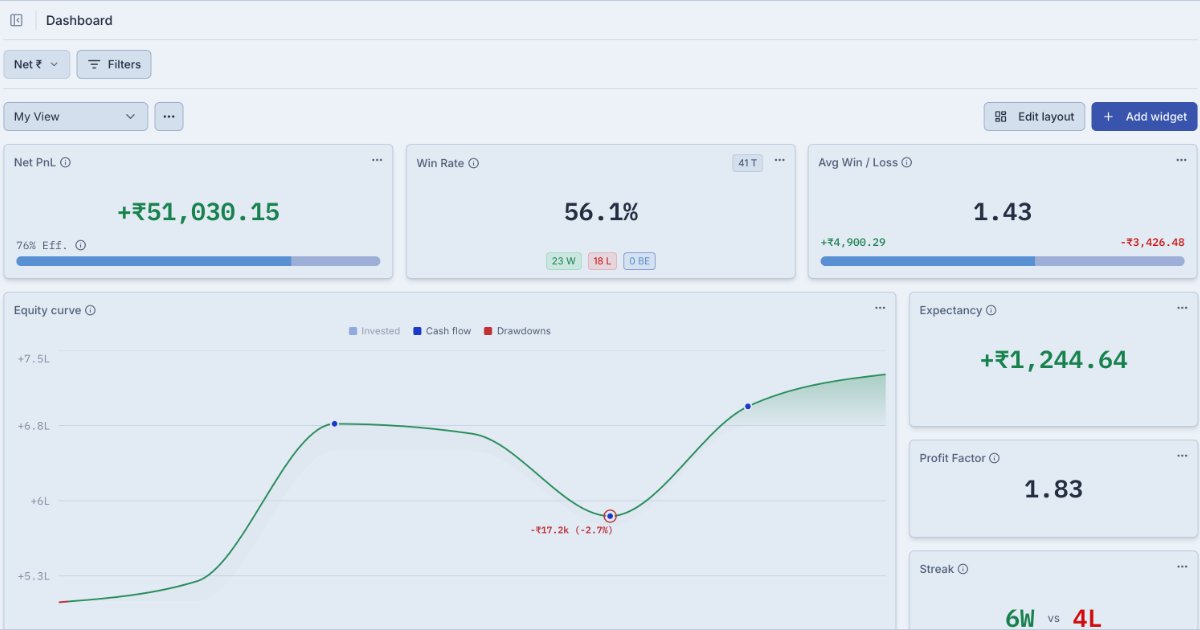 Dashboard
Net ₹
Filters
My View
...
Edit layout
+ Add widget
Net PnL
...
+₹51,030.15
76% Eff.
Win Rate
41 T
...
56.1%
23 W
18 L
0 BE
Avg Win / Loss
...
1.43
+₹4,900.29
-₹3,426.48
Equity curve
...
Invested
Cash flow
Drawdowns
+7.5L
+6.8L
+6L
+5.3L
-₹17.2k (-2.7%)
Expectancy
...
+₹1,244.64
Profit Factor
...
1.83
Streak
...
6W vs 4L